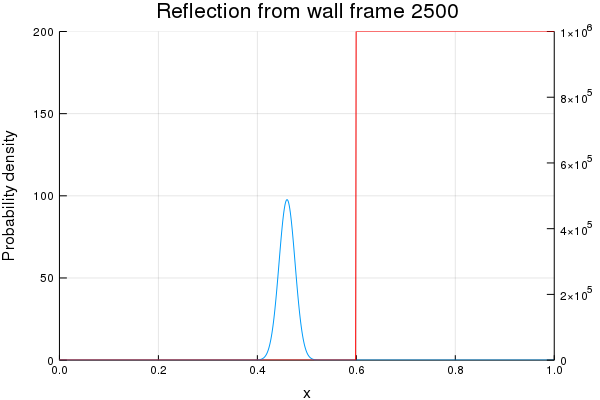 Reflection from wall frame 2500
200
150
100
50
0
Probability density
1×10⁶
8×10⁵
6×10⁵
4×10⁵
2×10⁵
0
0.0 0.2 0.4 0.6 0.8 1.0
x